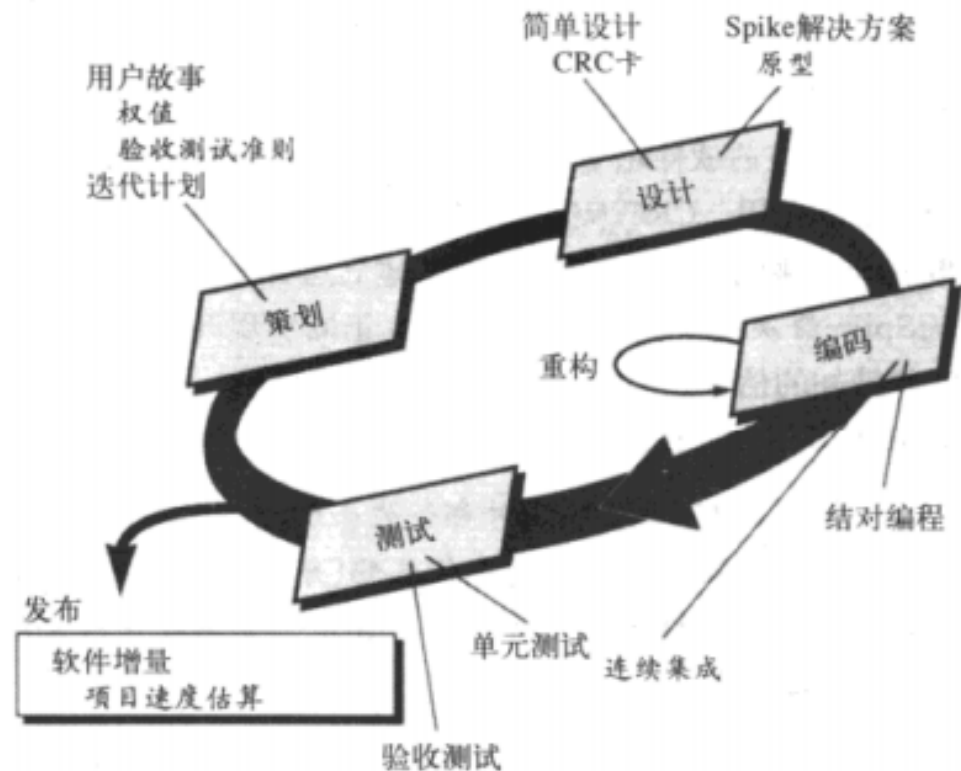 简单设计
CRC卡
Spike解决方案
原型
用户故事
权值
验收测试准则
迭代计划
设计
策划
编码
重构
测试
结对编程
发布
软件增量
项目速度估算
单元测试
连续集成
验收测试